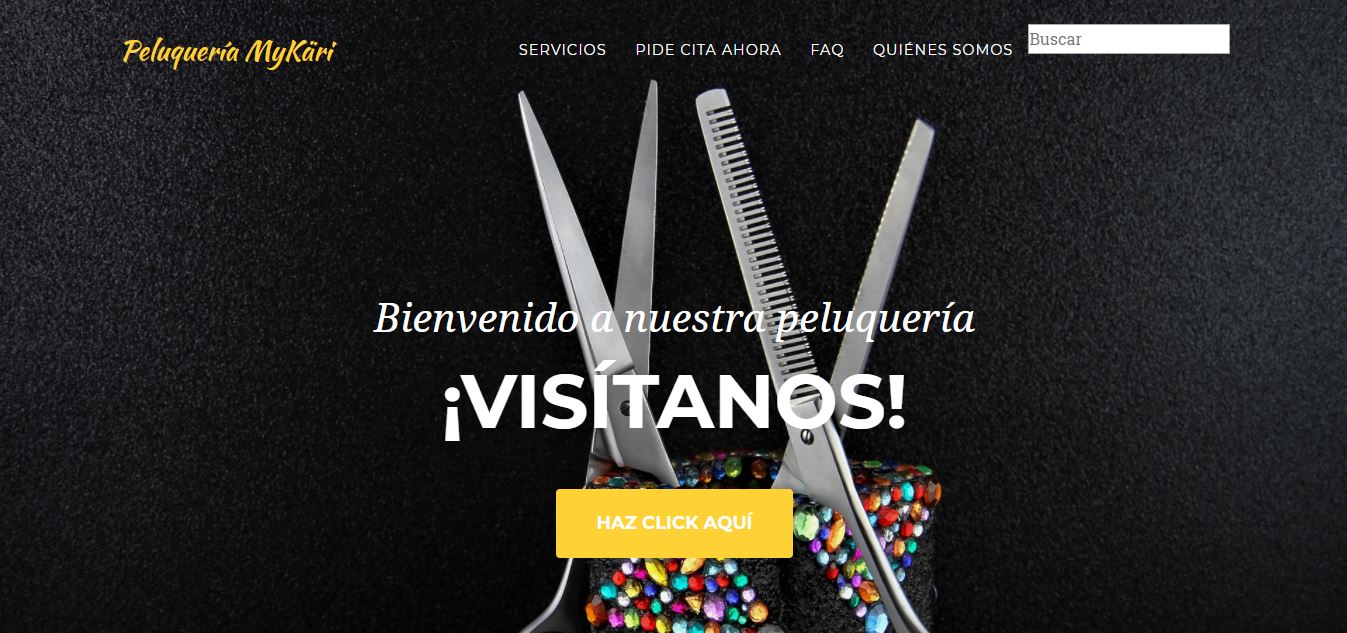 Peluquería MyKäri
SERVICIOS PIDE CITA AHORA FAQ QUIÉNES SOMOS Buscar
Bienvenido a nuestra peluquería
¡VISÍTANOS!
HAZ CLICK AQUÍ